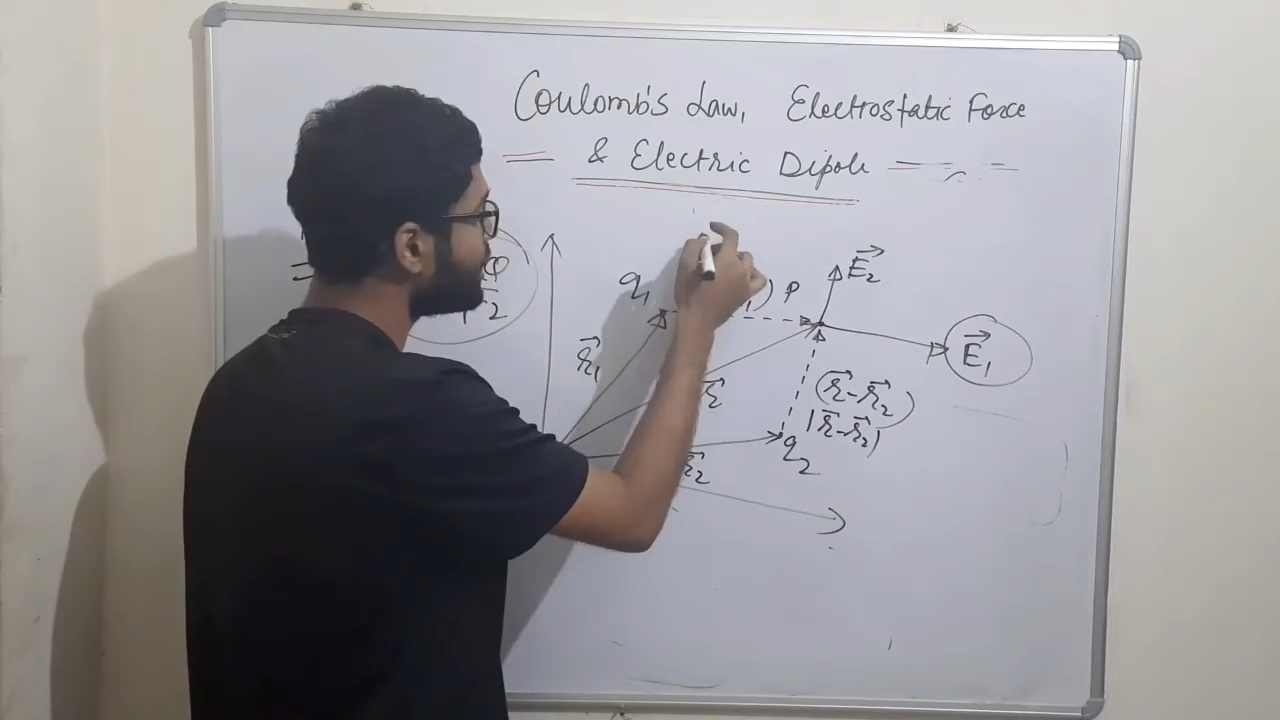 Coulomb's Law, Electrostatic Force
& Electric Dipole
q₁
P
E₂
r₁
E₁
r
(r-r₂)
|r-r₂|
q₂
r₂